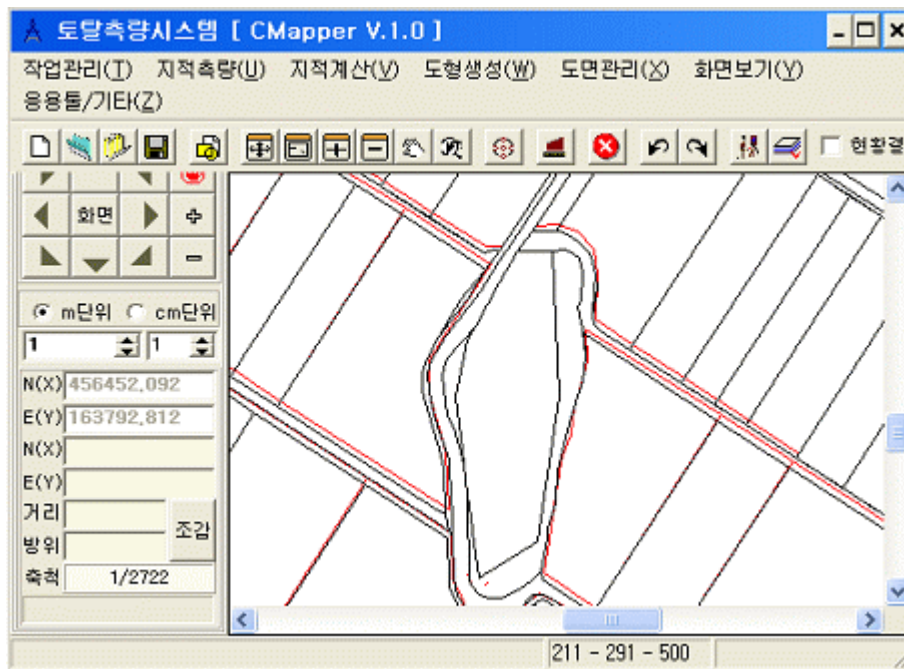 토탈측량시스템 [ CMapper V.1.0 ]
작업관리(T) 지적측량(U) 지적계산(V) 도형생성(W) 도면관리(X) 화면보기(Y)
응용툴/기타(Z)
현황결
화면
m단위 cm단위
1 1
N(X) 456452.092
E(Y) 163792.812
N(X)
E(Y)
거리
방위
조감
축척 1/2722
211 - 291 - 500